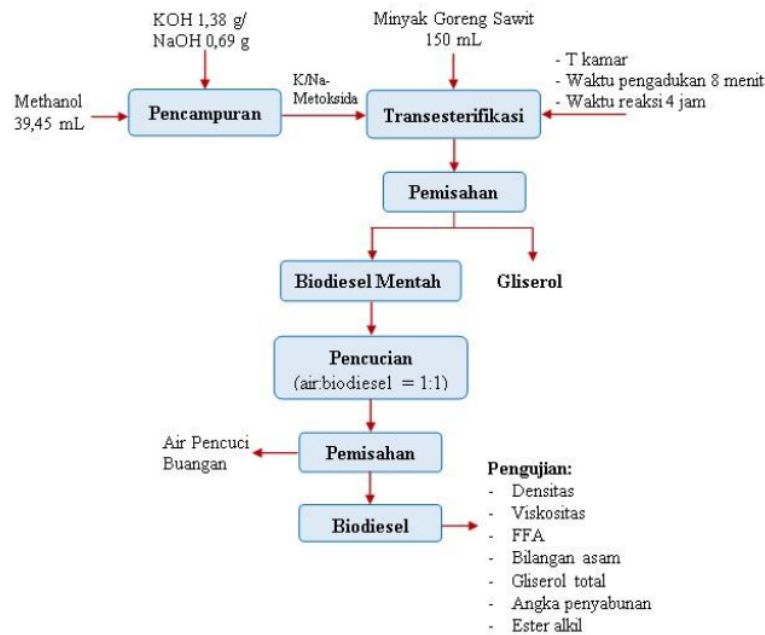 KOH 1,38 g/
NaOH 0,69 g
Minyak Goreng Sawit
150 mL
- T kamar
- Waktu pengadukan 8 menit
- Waktu reaksi 4 jam
Methanol
39,45 mL
Pencampuran
K/Na-
Metoksida
Transesterifikasi
Pemisahan
Biodiesel Mentah
Gliserol
Pencucian
(air:biodiesel = 1:1)
Air Pencuci
Buangan
Pemisahan
Biodiesel
Pengujian:
- Densitas
- Viskositas
- FFA
- Bilangan asam
- Gliserol total
- Angka penyabunan
- Ester alkil